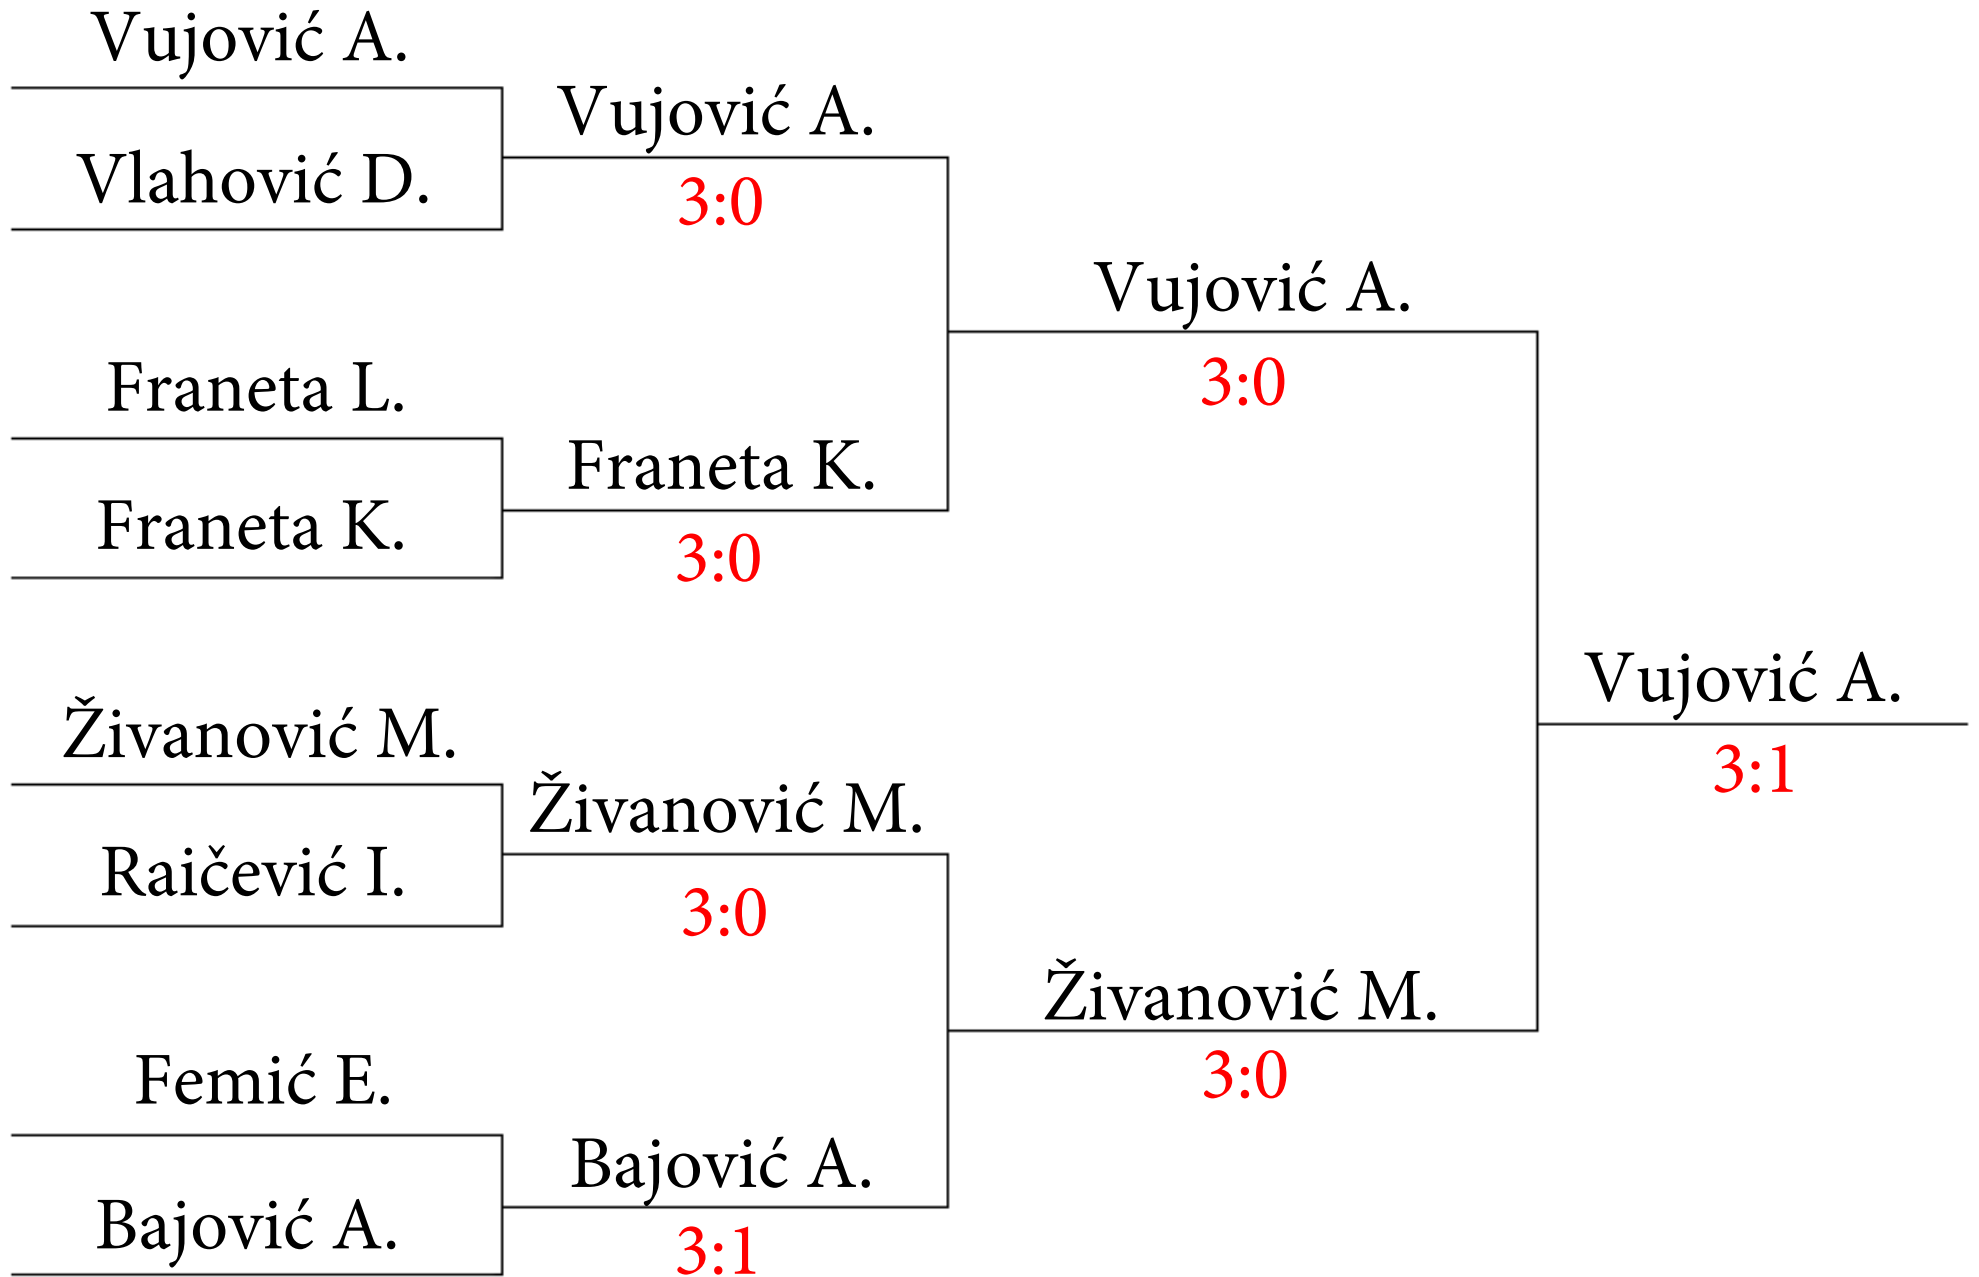 Vujović A.
Vlahović D.
Franeta L.
Franeta K.
Živanović M.
Raičević I.
Femić E.
Bajović A.
Vujović A.
3:0
Franeta K.
3:0
Živanović M.
3:0
Bajović A.
3:1
Vujović A.
3:0
Živanović M.
3:0
Vujović A.
3:1